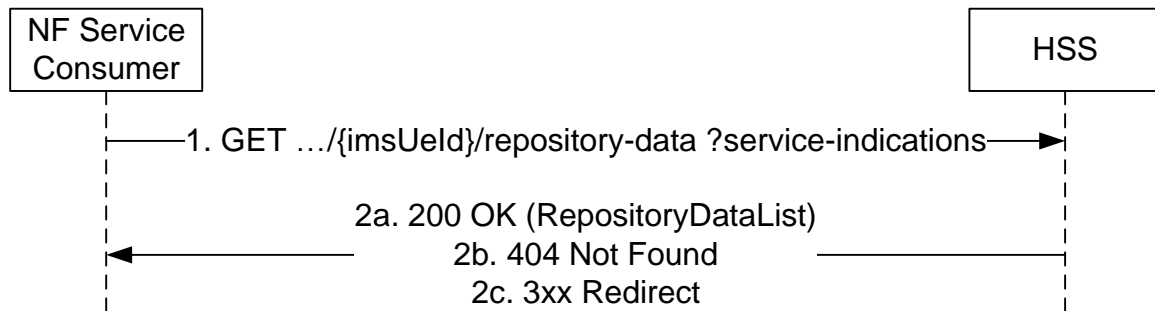 NF Service
Consumer
HSS
1. GET …/{imsUeId}/repository-data ?service-indications
2a. 200 OK (RepositoryDataList)
2b. 404 Not Found
2c. 3xx Redirect